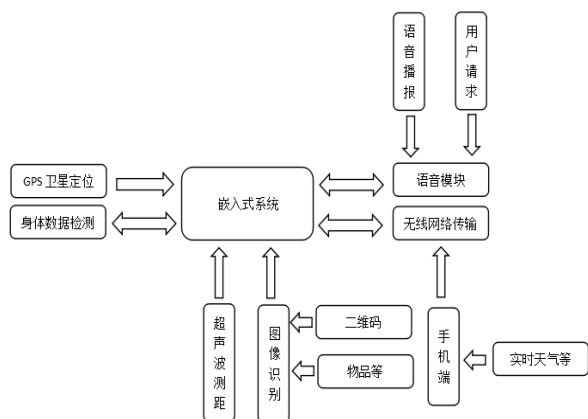 语音播报
用户请求
GPS 卫星定位
嵌入式系统
语音模块
身体数据检测
无线网络传输
超声波测距
图像识别
二维码
物品等
手机端
实时天气等